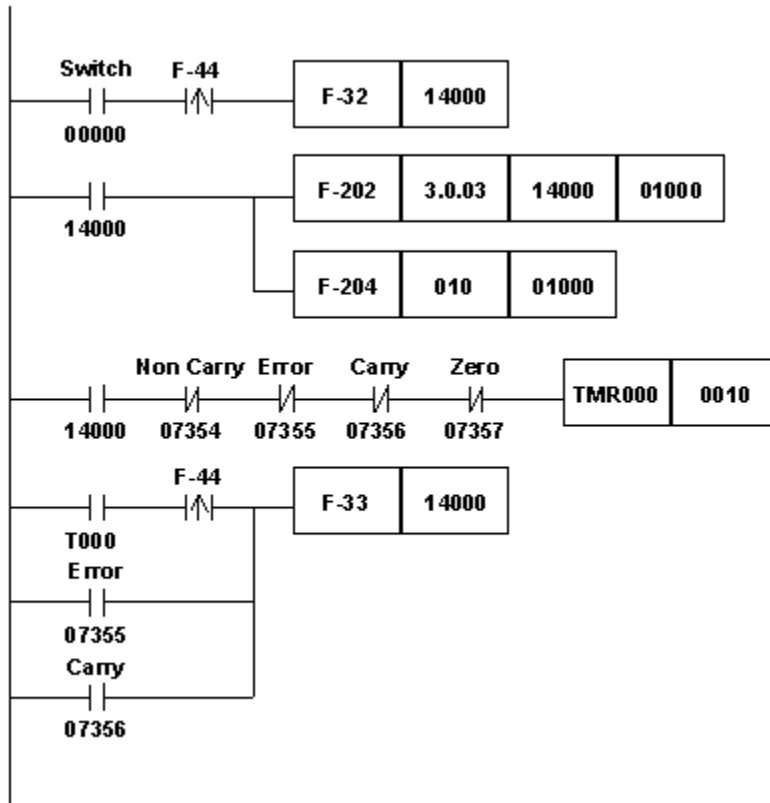 Switch F-44
F-32 14000
00000
F-202 3.0.03 14000 01000
14000
F-204 010 01000
Non Carry Error Carry Zero
TMR000 0010
14000 07354 07355 07356 07357
F-44
F-33 14000
T000
Error
07355
Carry
07356